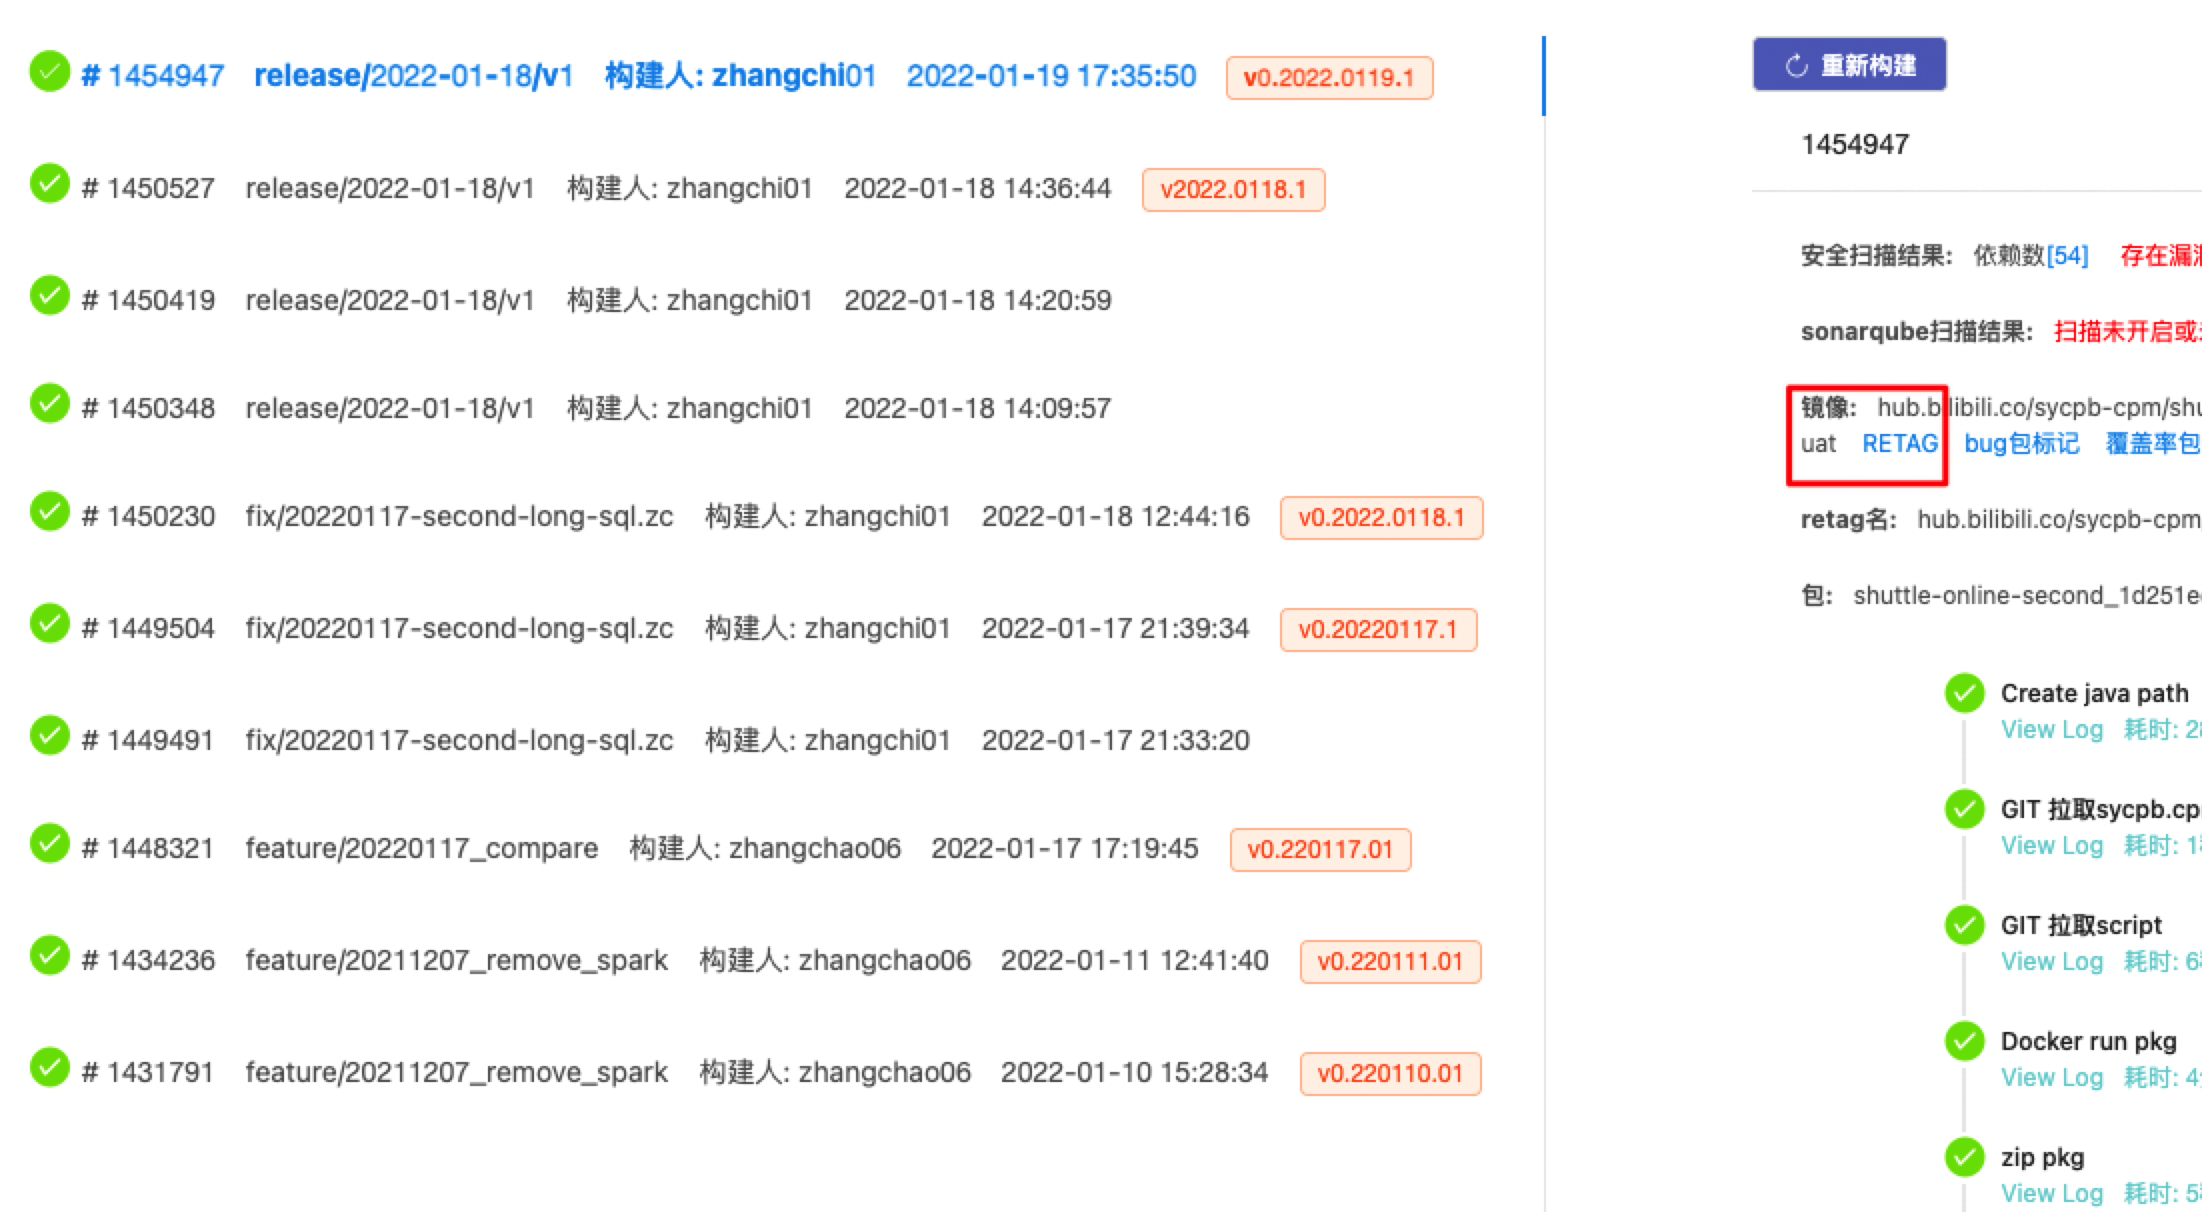 # 1454947 release/2022-01-18/v1 构建人: zhangchi01 2022-01-19 17:35:50 v0.2022.0119.1
# 1450527 release/2022-01-18/v1 构建人: zhangchi01 2022-01-18 14:36:44 v2022.0118.1
# 1450419 release/2022-01-18/v1 构建人: zhangchi01 2022-01-18 14:20:59
# 1450348 release/2022-01-18/v1 构建人: zhangchi01 2022-01-18 14:09:57
# 1450230 fix/20220117-second-long-sql.zc 构建人: zhangchi01 2022-01-18 12:44:16 v0.2022.0118.1
# 1449504 fix/20220117-second-long-sql.zc 构建人: zhangchi01 2022-01-17 21:39:34 v0.20220117.1
# 1449491 fix/20220117-second-long-sql.zc 构建人: zhangchi01 2022-01-17 21:33:20
# 1448321 feature/20220117_compare 构建人: zhangchao06 2022-01-17 17:19:45 v0.220117.01
# 1434236 feature/20211207_remove_spark 构建人: zhangchao06 2022-01-11 12:41:40 v0.220111.01
# 1431791 feature/20211207_remove_spark 构建人: zhangchao06 2022-01-10 15:28:34 v0.220110.01
重新构建
1454947
安全扫描结果: 依赖数[54] 存在漏
sonarqube扫描结果: 扫描未开启或
镜像: hub.bilibili.co/sycpb-cpm/shu
uat RETAG bug包标记 覆盖率包
retag名: hub.bilibili.co/sycpb-cpm
包: shuttle-online-second_1d251e
Create java path
View Log 耗时: 28
GIT 拉取sycpb.cp
View Log 耗时: 1
GIT 拉取script
View Log 耗时: 6
Docker run pkg
View Log 耗时: 4
zip pkg
View Log 耗时: 5